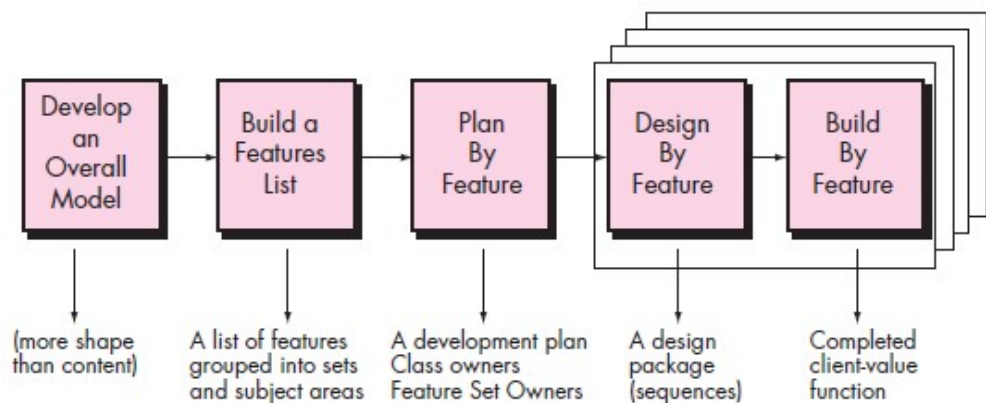 Develop
an
Overall
Model
Build a
Features
List
Plan
By
Feature
Design
By
Feature
Build
By
Feature
(more shape
than content)
A list of features
grouped into sets
and subject areas
A development plan
Class owners
Feature Set Owners
A design
package
(sequences)
Completed
client-value
function